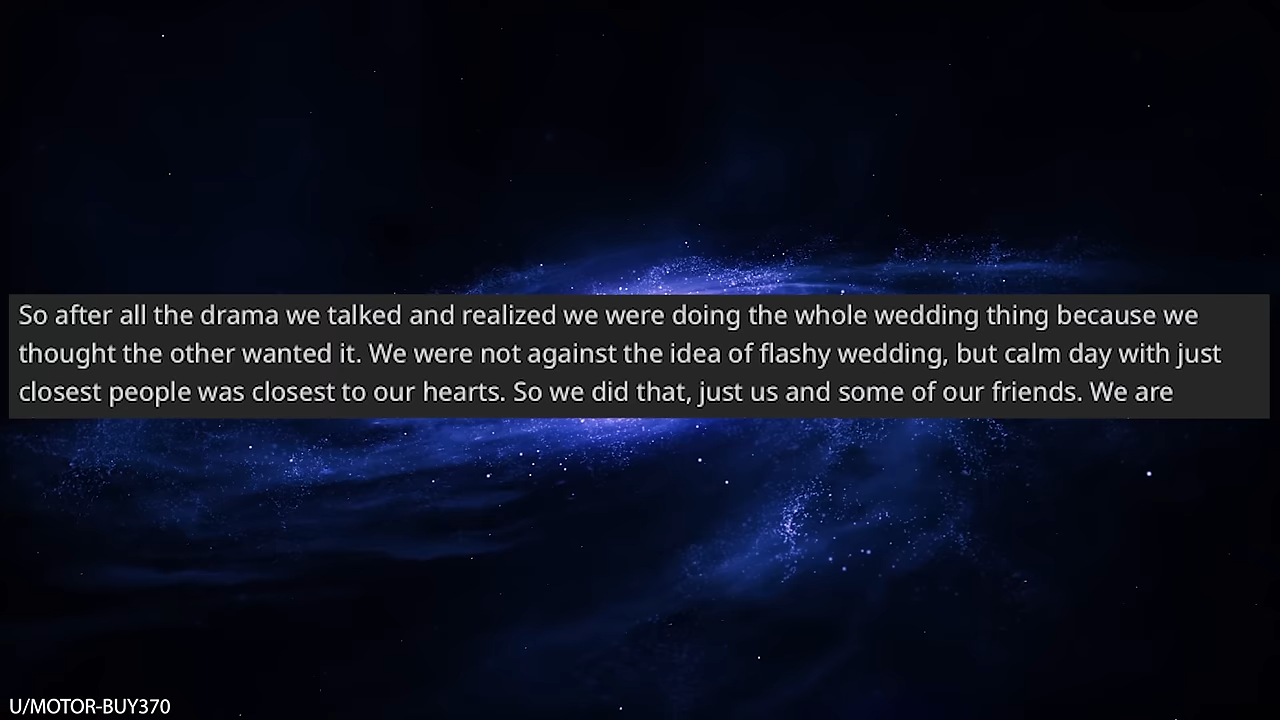 So after all the drama we talked and realized we were doing the whole wedding thing because we
thought the other wanted it. We were not against the idea of flashy wedding, but calm day with just
closest people was closest to our hearts. So we did that, just us and some of our friends. We are
U/MOTOR-BUY370